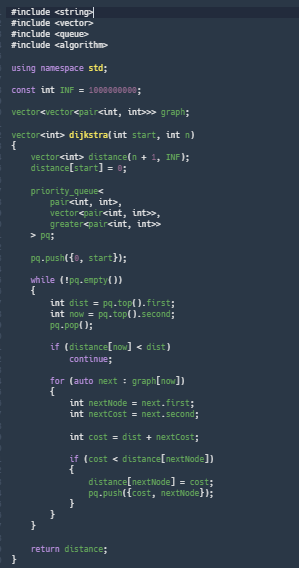 #include <string>
#include <vector>
#include <queue>
#include <algorithm>
using namespace std;
const int INF = 1000000000;
vector<vector<pair<int, int>>> graph;
vector<int> dijkstra(int start, int n)
{
vector<int> distance(n + 1, INF);
distance[start] = 0;
priority_queue<
pair<int, int>,
vector<pair<int, int>>,
greater<pair<int, int>>
> pq;
pq.push({0, start});
while (!pq.empty())
{
int dist = pq.top().first;
int now = pq.top().second;
pq.pop();
if (distance[now] < dist)
continue;
for (auto next : graph[now])
{
int nextNode = next.first;
int nextCost = next.second;
int cost = dist + nextCost;
if (cost < distance[nextNode])
{
distance[nextNode] = cost;
pq.push({cost, nextNode});
}
}
}
return distance;
}